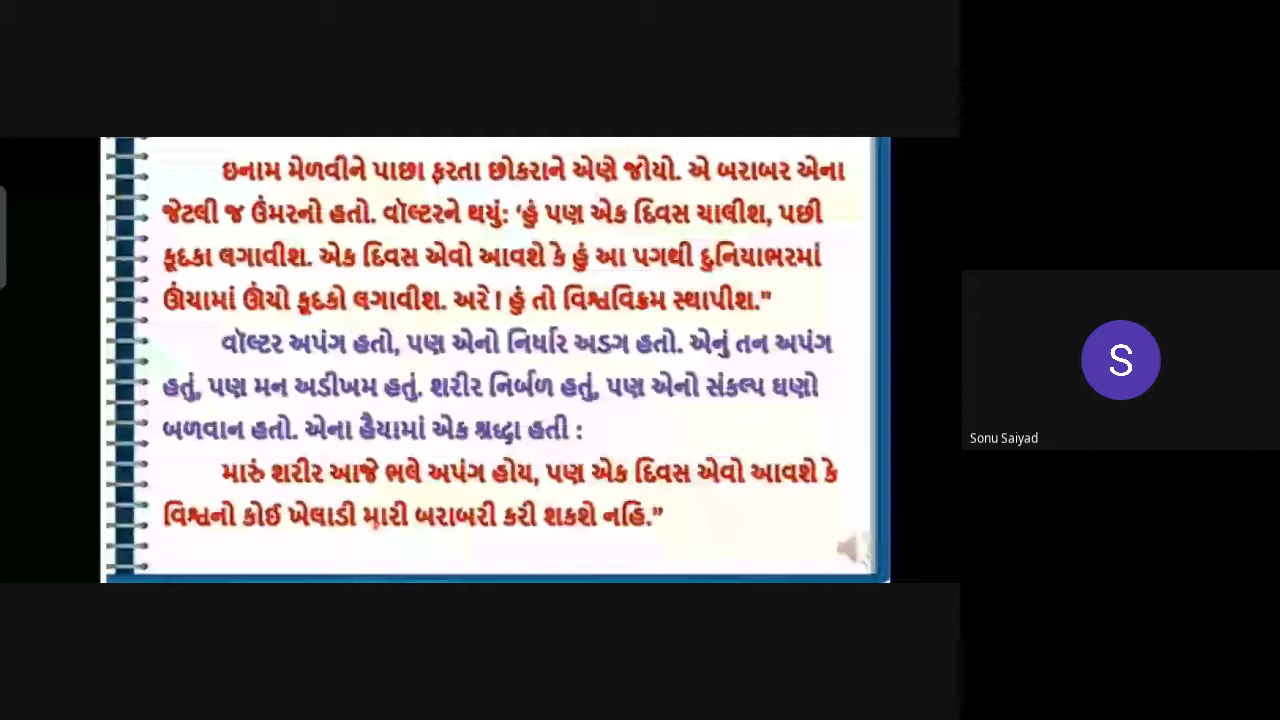 ઇનામ મેળવીને પાછા ફરતા છોકરાને એણે જોયો. એ બરાબર એના
જેટલી જ ઉંમરનો હતો. વૉલ્ટરને થયું: ‘હું પણ એક દિવસ ચાલીશ, પછી
કૂદકા લગાવીશ. એક દિવસ એવો આવશે કે હું આ પગથી દુનિયાભરમાં
ઊંચામાં ઊંચો કૂદકો લગાવીશ. અરે ! હું તો વિશ્વવિક્રમ સ્થાપીશ."
વૉલ્ટર અપંગ હતો, પણ એનો નિર્ધાર અડગ હતો. એનું તન અપંગ
હતું, પણ મન અડીખમ હતું. શરીર નિર્બળ હતું, પણ એનો સંકલ્પ ઘણો
બળવાન હતો. એના હૈયામાં એક શ્રદ્ધા હતી :
મારું શરીર આજે ભલે અપંગ હોય, પણ એક દિવસ એવો આવશે કે
વિશ્વનો કોઈ ખેલાડી મારી બરાબરી કરી શકશે નહિ.”
S
Sonu Saiyad